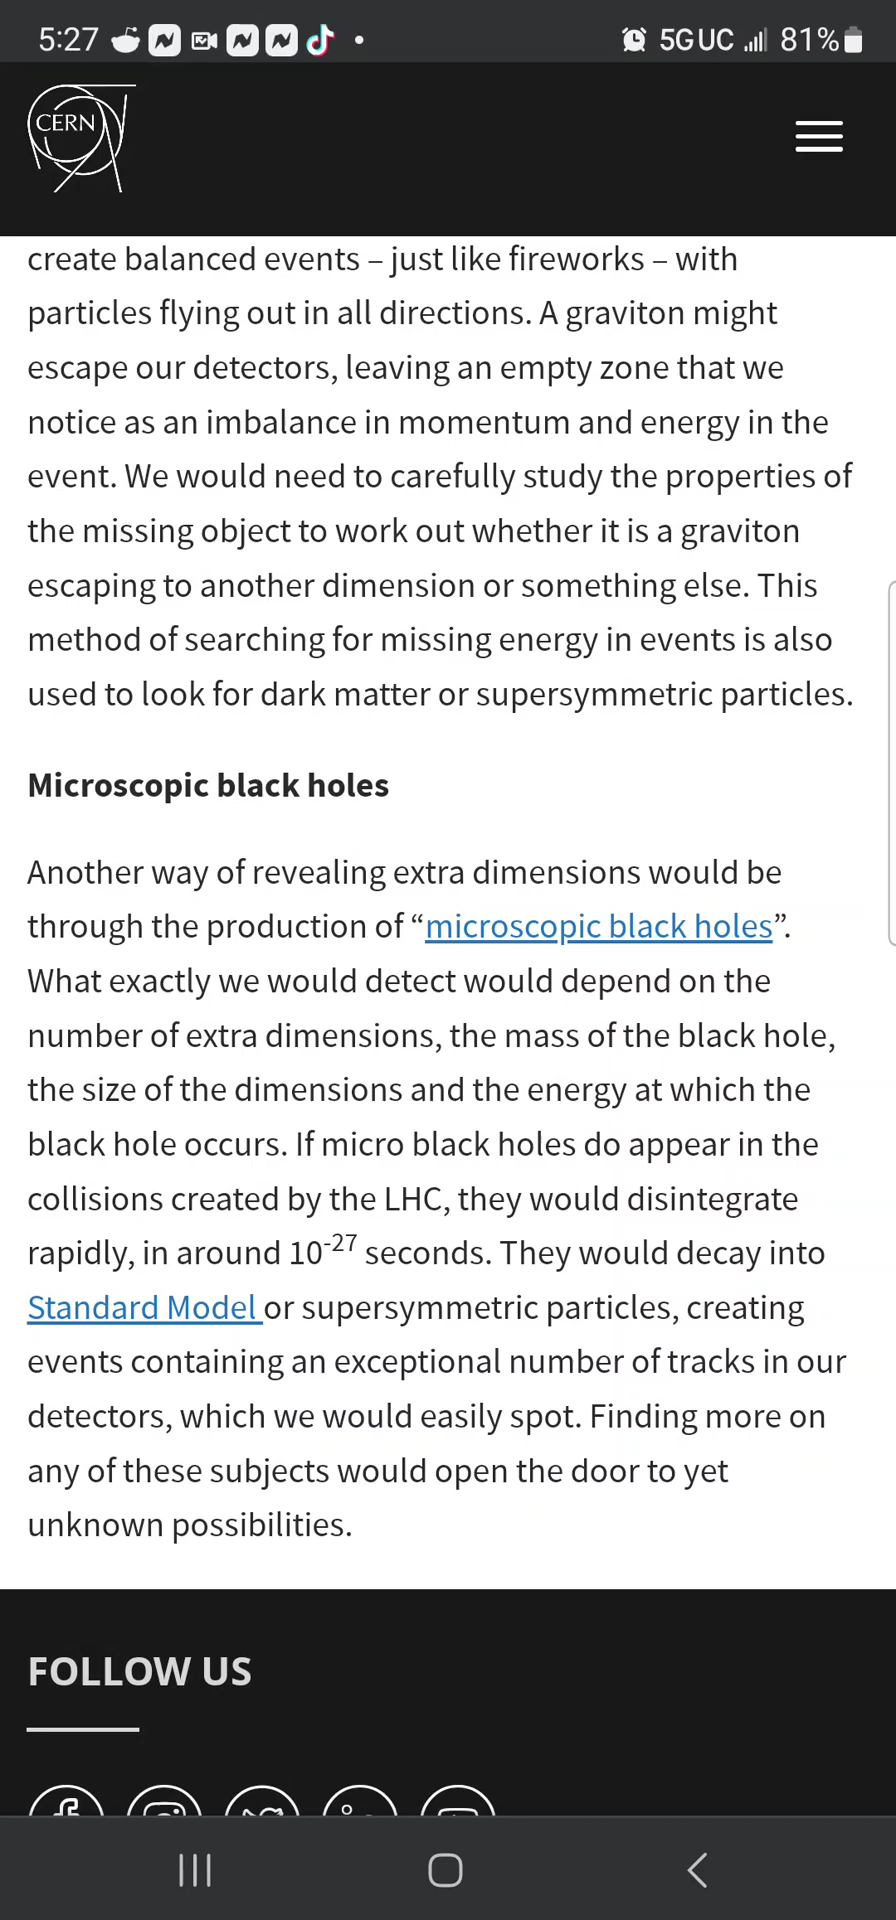 5:27 5G UC 81%
CERN
create balanced events – just like fireworks – with
particles flying out in all directions. A graviton might
escape our detectors, leaving an empty zone that we
notice as an imbalance in momentum and energy in the
event. We would need to carefully study the properties of
the missing object to work out whether it is a graviton
escaping to another dimension or something else. This
method of searching for missing energy in events is also
used to look for dark matter or supersymmetric particles.
Microscopic black holes
Another way of revealing extra dimensions would be
through the production of “microscopic black holes”.
What exactly we would detect would depend on the
number of extra dimensions, the mass of the black hole,
the size of the dimensions and the energy at which the
black hole occurs. If micro black holes do appear in the
collisions created by the LHC, they would disintegrate
rapidly, in around 10⁻²⁷ seconds. They would decay into
Standard Model or supersymmetric particles, creating
events containing an exceptional number of tracks in our
detectors, which we would easily spot. Finding more on
any of these subjects would open the door to yet
unknown possibilities.
FOLLOW US